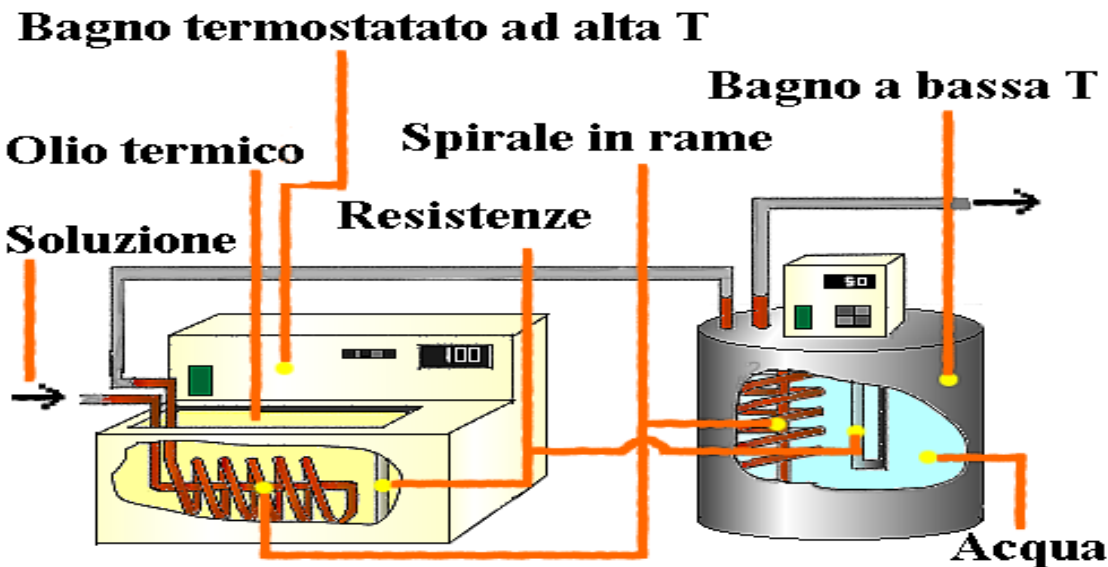 Bagno termostatato ad alta T
Bagno a bassa T
Spirale in rame
Olio termico
Resistenze
Soluzione
50
100
Acqua